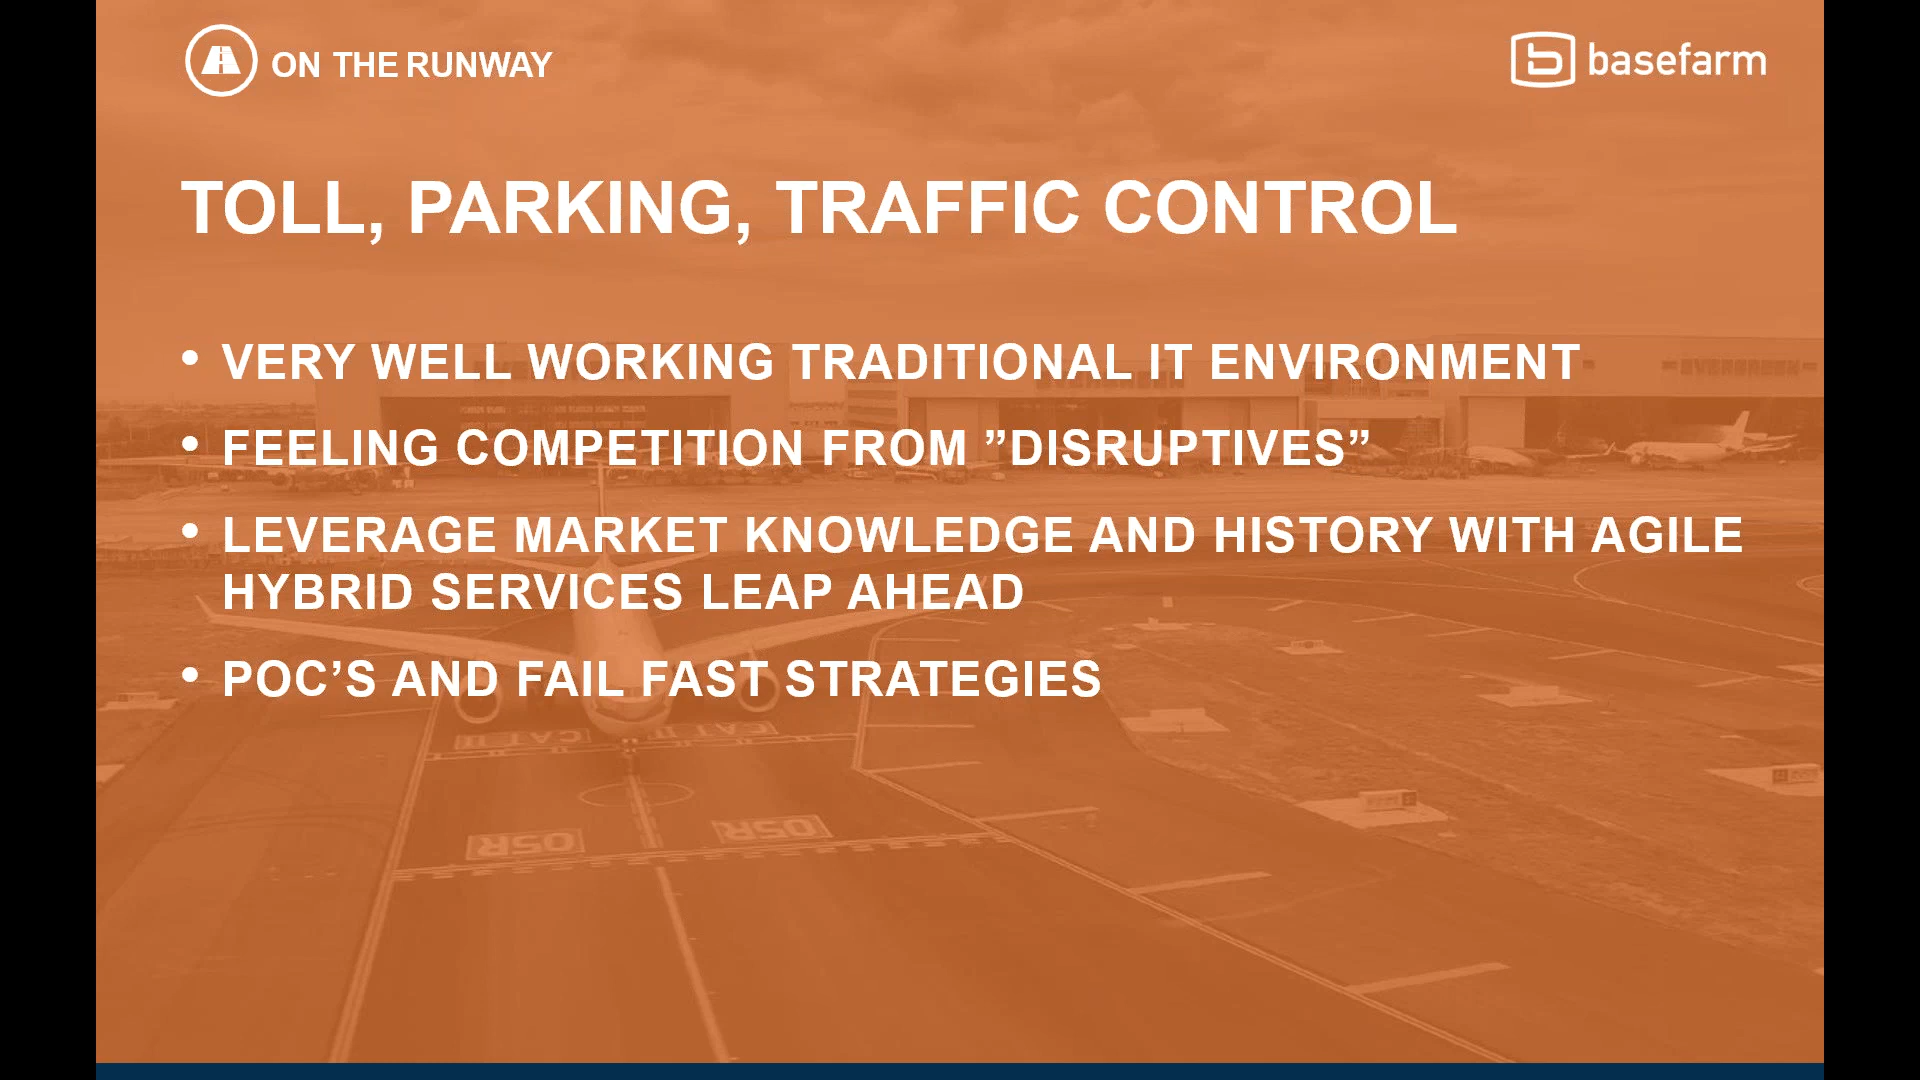 ON THE RUNWAY
basefarm
TOLL, PARKING, TRAFFIC CONTROL
• VERY WELL WORKING TRADITIONAL IT ENVIRONMENT
• FEELING COMPETITION FROM ”DISRUPTIVES”
• LEVERAGE MARKET KNOWLEDGE AND HISTORY WITH AGILE
HYBRID SERVICES LEAP AHEAD
• POC’S AND FAIL FAST STRATEGIES